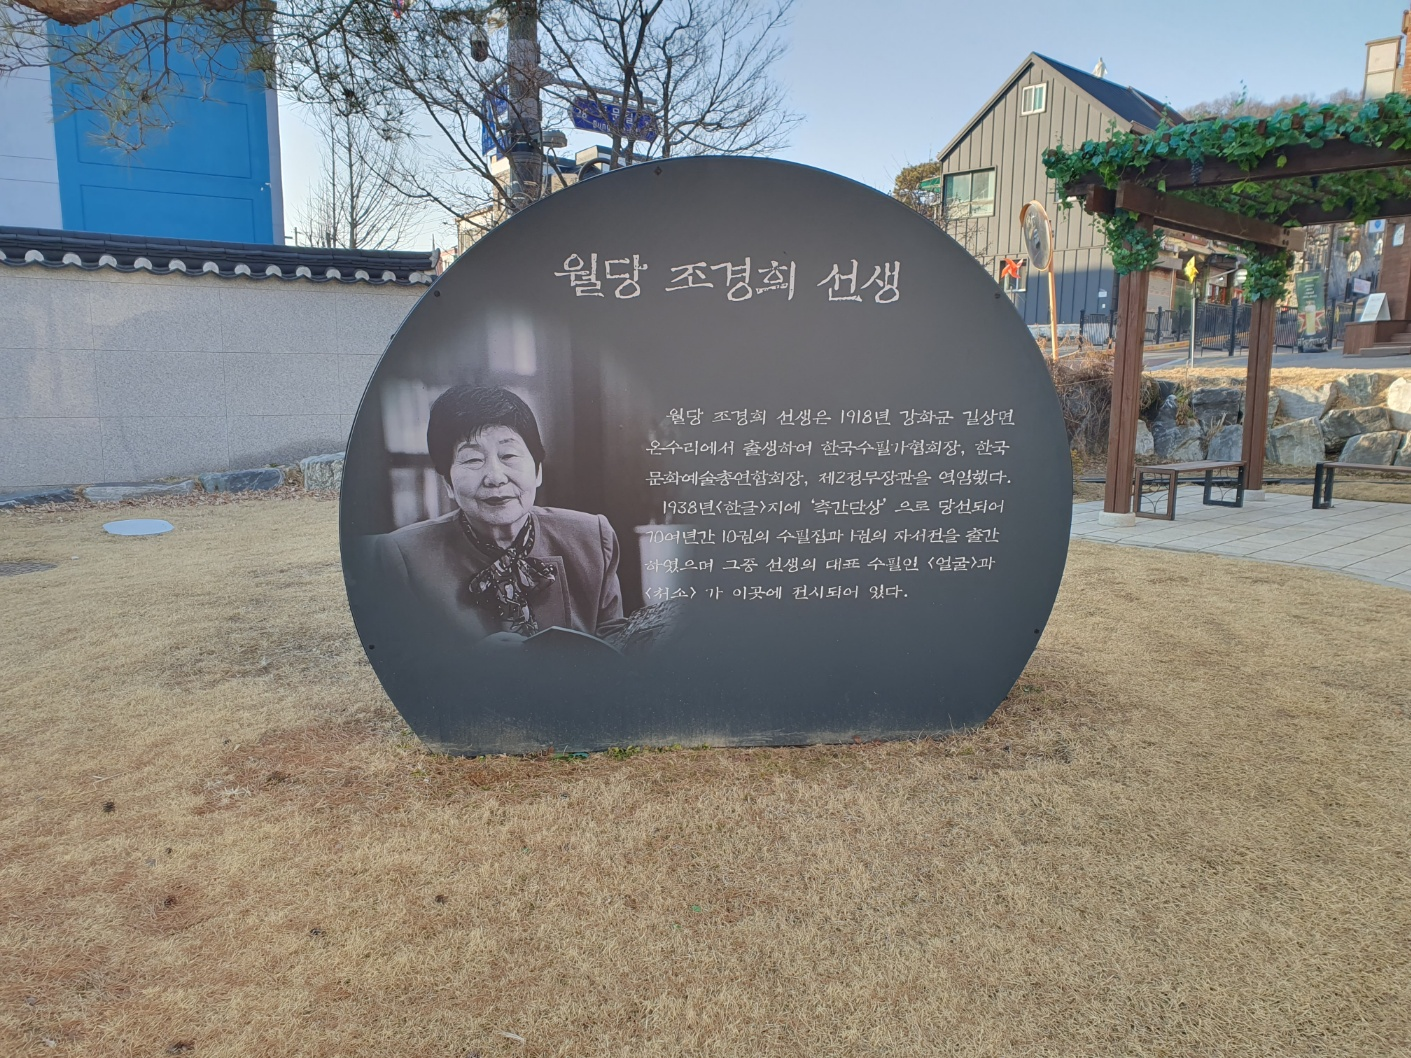 월당 조경희 선생
월당 조경희 선생은 1918년 강화군 길상면
온수리에서 출생하여 한국수필가협회장, 한국
문화예술총연합회장, 제2정무장관을 역임했다.
1938년<한글>지에 '측간단상' 으로 당선되어
70여년간 10권의 수필집과 1권의 자서전을 출간
하였으며 그중 선생의 대표 수필인 <얼굴>과
가 이곳에 전시되어 있다.